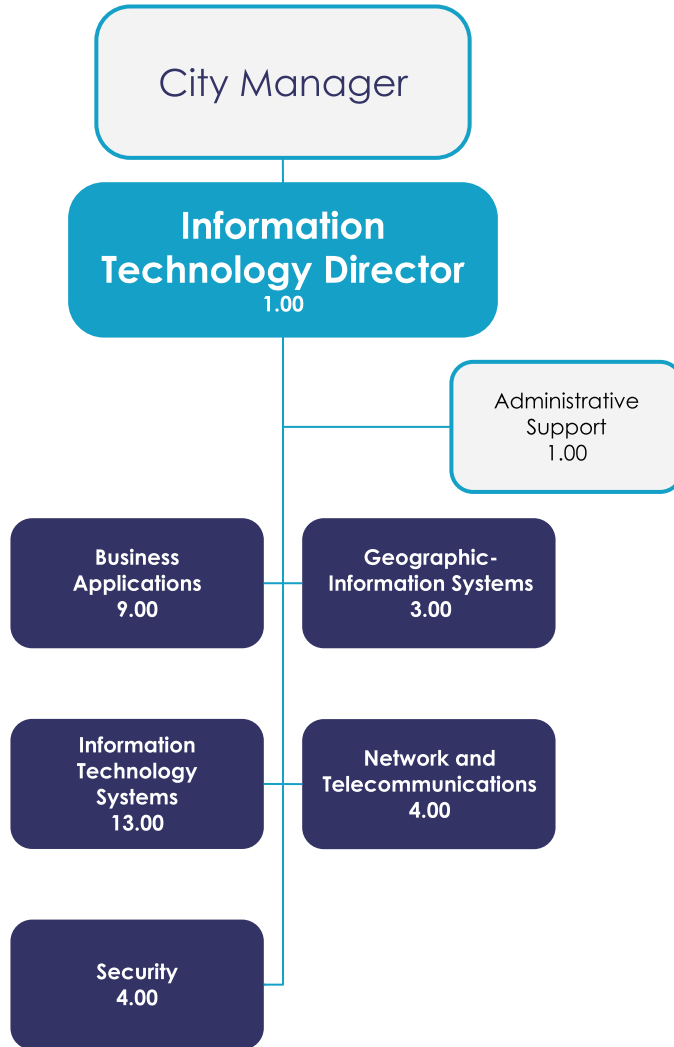 City Manager
Information
Technology Director
1.00
Administrative
Support
1.00
Business
Applications
9.00
Geographic-
Information Systems
3.00
Information
Technology
Systems
13.00
Network and
Telecommunications
4.00
Security
4.00